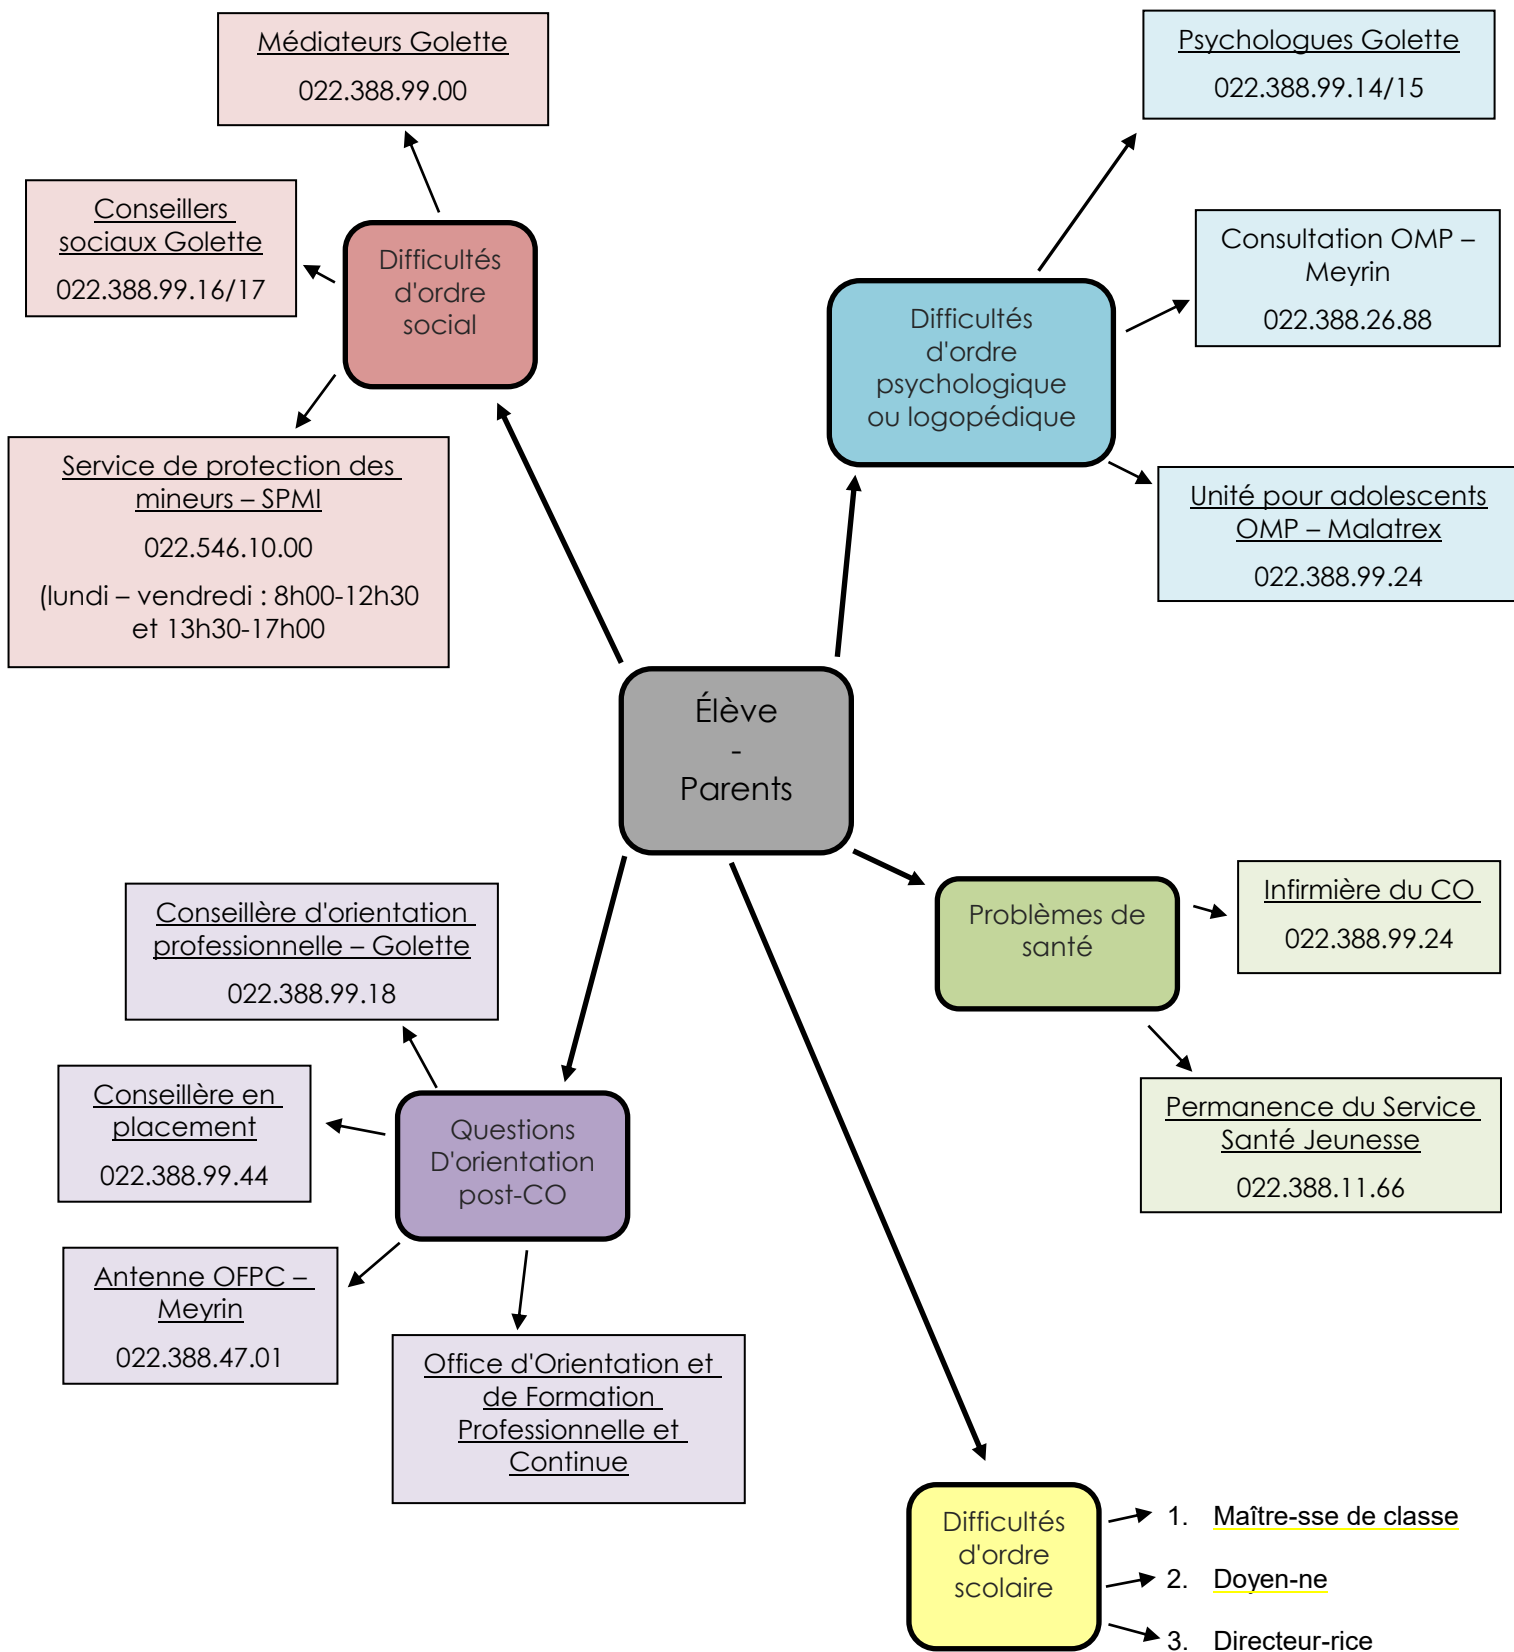 Médiateurs Golette
022.388.99.00
Psychologues Golette
022.388.99.14/15
Conseillers
sociaux Golette
022.388.99.16/17
Difficultés
d'ordre
social
Consultation OMP –
Meyrin
022.388.26.88
Difficultés
d'ordre
psychologique
ou logopédique
Service de protection des
mineurs – SPMI
022.546.10.00
(lundi – vendredi : 8h00-12h30
et 13h30-17h00
Unité pour adolescents
OMP – Malatrex
022.388.99.24
Élève
-
Parents
Conseillère d'orientation
professionnelle – Golette
022.388.99.18
Problèmes de
santé
Infirmière du CO
022.388.99.24
Conseillère en
placement
022.388.99.44
Questions
D'orientation
post-CO
Permanence du Service
Santé Jeunesse
022.388.11.66
Antenne OFPC –
Meyrin
022.388.47.01
Office d'Orientation et
de Formation
Professionnelle et
Continue
Difficultés
d'ordre
scolaire
1. Maître-sse de classe
2. Doyen-ne
3. Directeur-rice